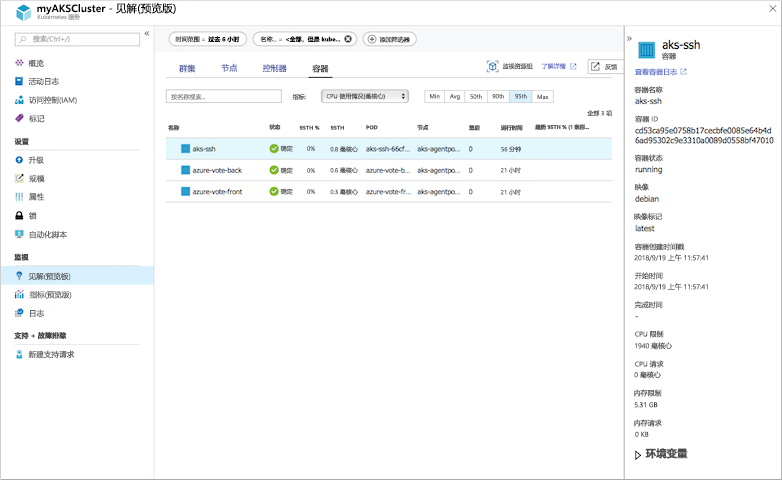 myAKSCluster - 见解(预览版)
Kubernetes 服务
搜索(Ctrl+/)
概览
活动日志
访问控制(IAM)
标记
设置
升级
规模
属性
锁
自动化脚本
监视
见解(预览板)
指标(预览版)
日志
支持 + 故障排除
新建支持请求
时间范围 = 过去 6 小时
名称... = <全部，但是 kube...
添加筛选器
群集
节点
控制器
容器
监视资源组
了解详情
反馈
按名称搜索...
指标:
CPU 使用情况(毫核心)
Min
Avg
50th
90th
95th
Max
全部 3 项
名称 状态 95TH % 95TH POD 节点 重启 运行时间 趋势 95TH % (1 条形...
aks-ssh 确定 0% 0.8 毫核心 aks-ssh-66cf... aks-agentpo... 0 56 分钟
azure-vote-back 确定 0% 0.6 毫核心 azure-vote-b... aks-agentpo... 0 21 小时
azure-vote-front 确定 0% 0.3 毫核心 azure-vote-fr... aks-agentpo... 0 21 小时
aks-ssh
容器
查看容器日志
容器名称
aks-ssh
容器 ID
cd53ca95e0758b17cecbfe0085e64b4d
6ad95302c9e3310a0089d0558bf47010
容器状态
running
映像
debian
映像标记
latest
容器创建时间戳
2018/9/19 上午 11:57:41
开始时间
2018/9/19 上午 11:57:41
完成时间
-
CPU 限制
1940 毫核心
CPU 请求
0 毫核心
内存限制
5.31 GB
内存请求
0 KB
环境变量